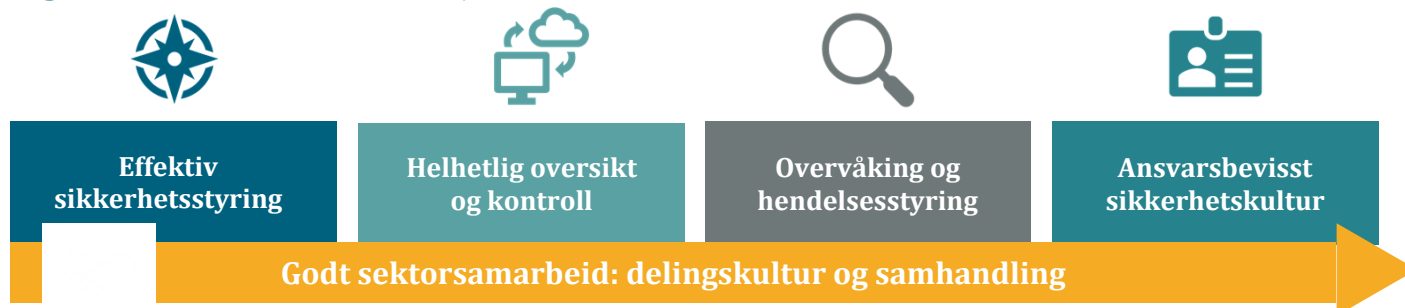 Effektiv
sikkerhetsstyring
Helhetlig oversikt
og kontroll
Overvåking og
hendelsesstyring
Ansvarsbevisst
sikkerhetskultur
Godt sektorsamarbeid: delingskultur og samhandling